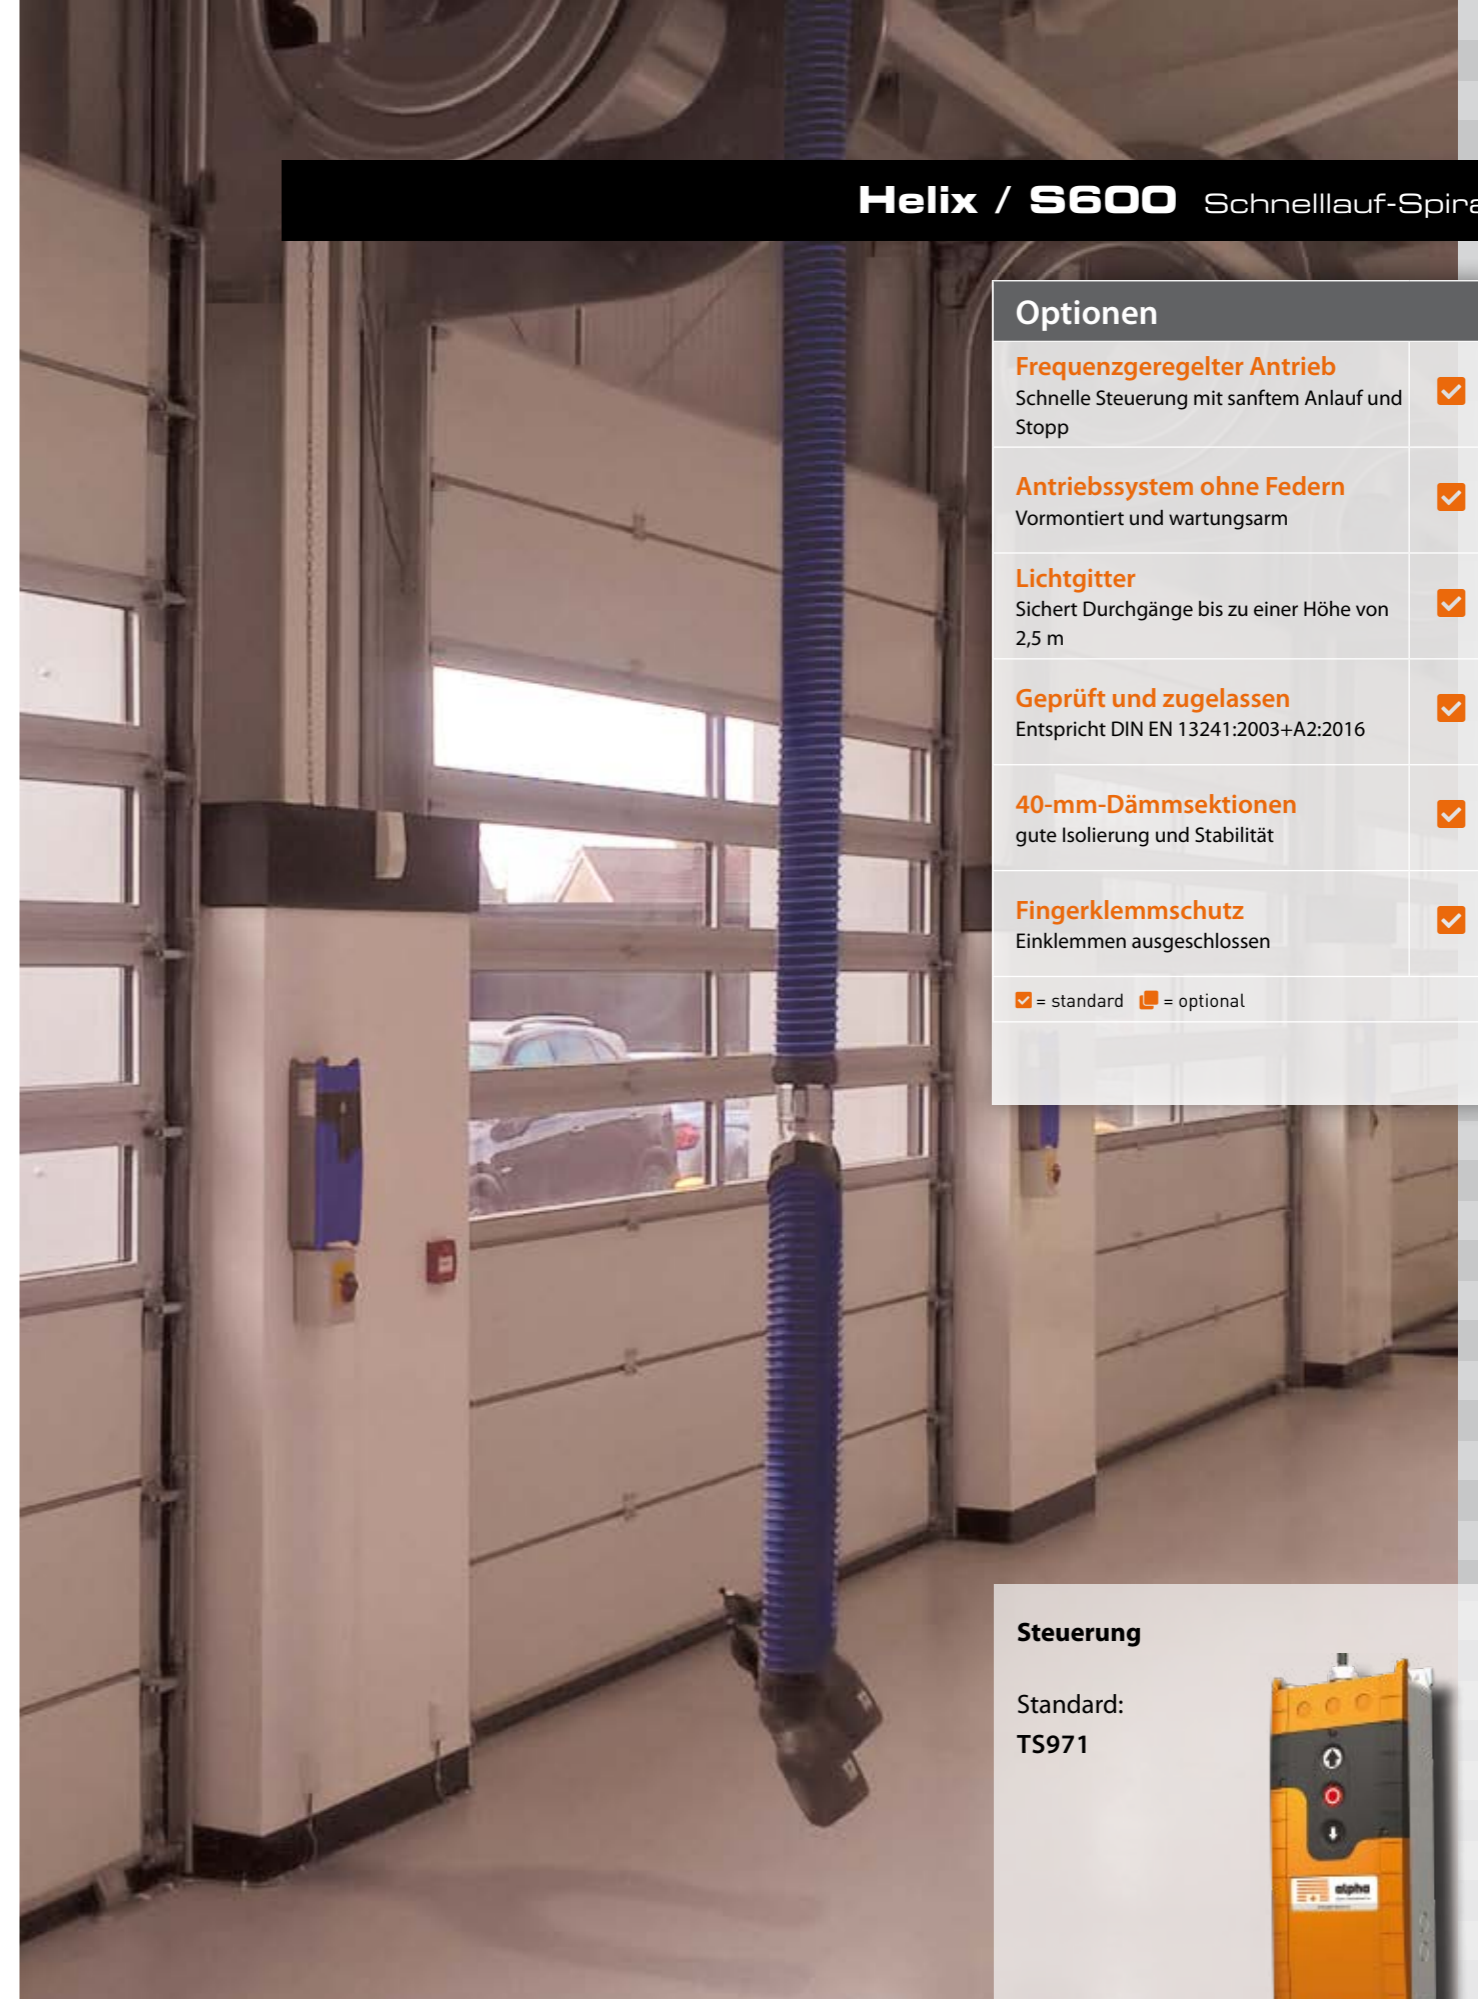 Helix / S600 Schnelllauf-Spira
Optionen
Frequenzgeregelter Antrieb
Schnelle Steuerung mit sanftem Anlauf und
Stopp
Antriebssystem ohne Federn
Vormontiert und wartungsarm
Lichtgitter
Sichert Durchgänge bis zu einer Höhe von
2,5 m
Geprüft und zugelassen
Entspricht DIN EN 13241:2003+A2:2016
40-mm-Dämmsektionen
gute Isolierung und Stabilität
Fingerklemmschutz
Einklemmen ausgeschlossen
= standard = optional
Steuerung
Standard:
TS971
alpha